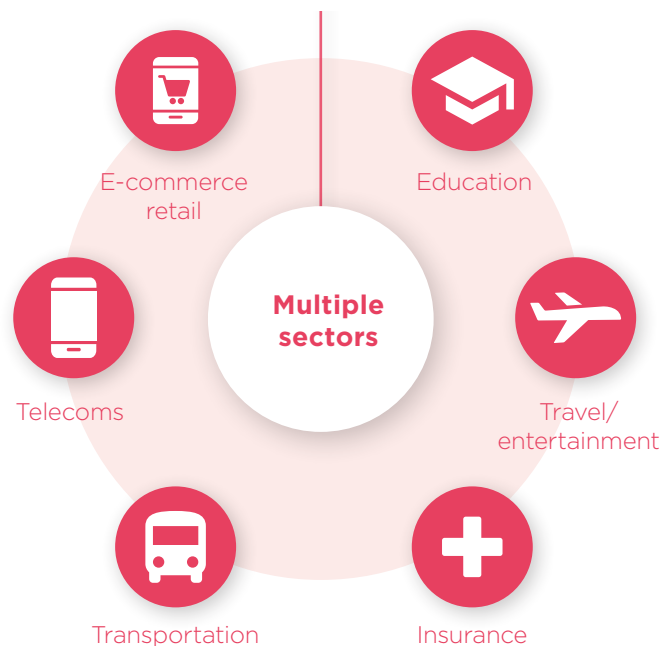 E-commerce
retail
Education
Multiple
sectors
Telecoms
Travel/
entertainment
Transportation
Insurance